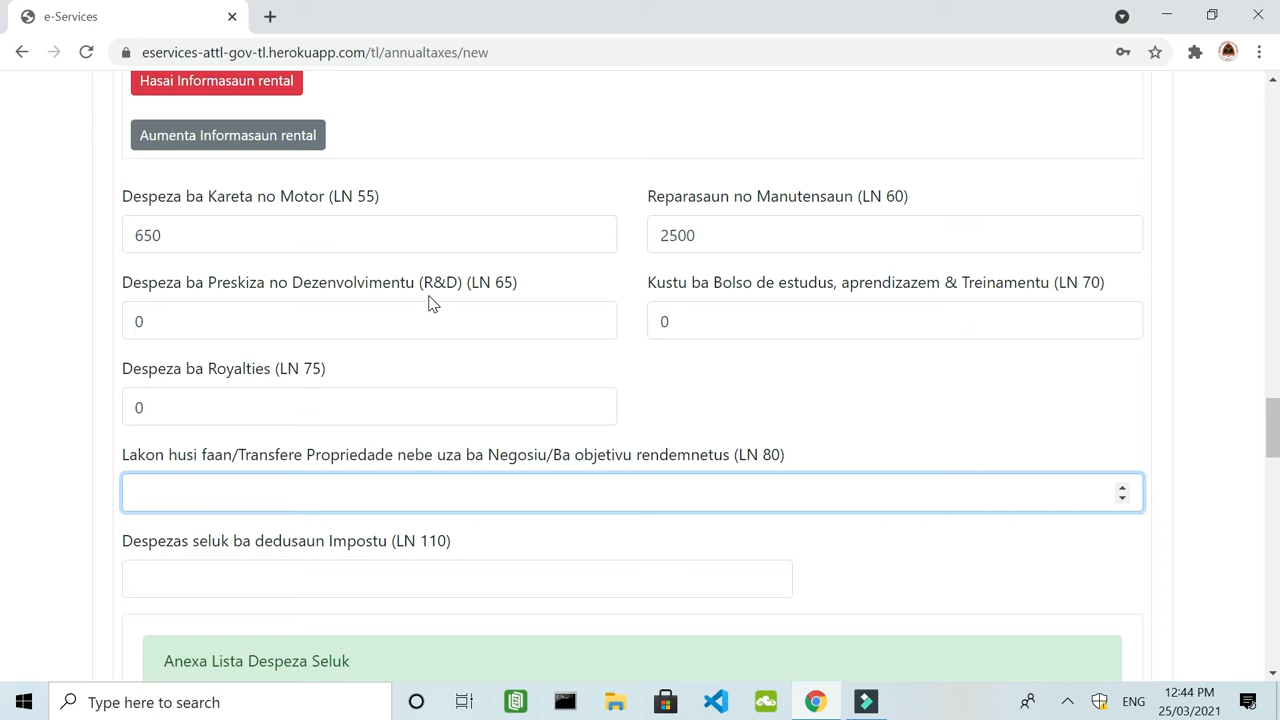 e-Services
eservices-attl-gov-tl.herokuapp.com/tl/annualtaxes/new
Hasai Informasaun rental
Aumenta Informasaun rental
Despeza ba Kareta no Motor (LN 55)
Reparasaun no Manutensaun (LN 60)
650
2500
Despeza ba Preskiza no Dezenvolvimentu (R&D) (LN 65)
Kustu ba Bolso de estudus, aprendizazem & Treinamentu (LN 70)
0
0
Despeza ba Royalties (LN 75)
0
Lakon husi faan/Transfere Propriedade nebe uza ba Negosiu/Ba objetivu rendemnetus (LN 80)
Despezas seluk ba dedusaun Impostu (LN 110)
Anexa Lista Despeza Seluk
Type here to search
ENG
12:44 PM
25/03/2021